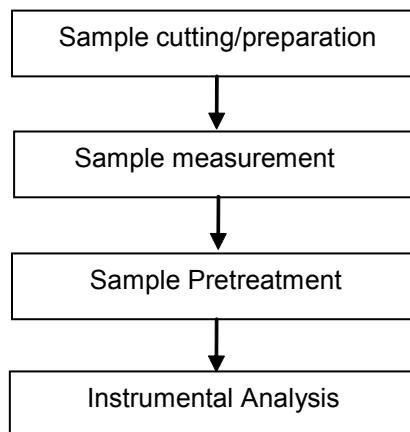 Sample cutting/preparation
Sample measurement
Sample Pretreatment
Instrumental Analysis